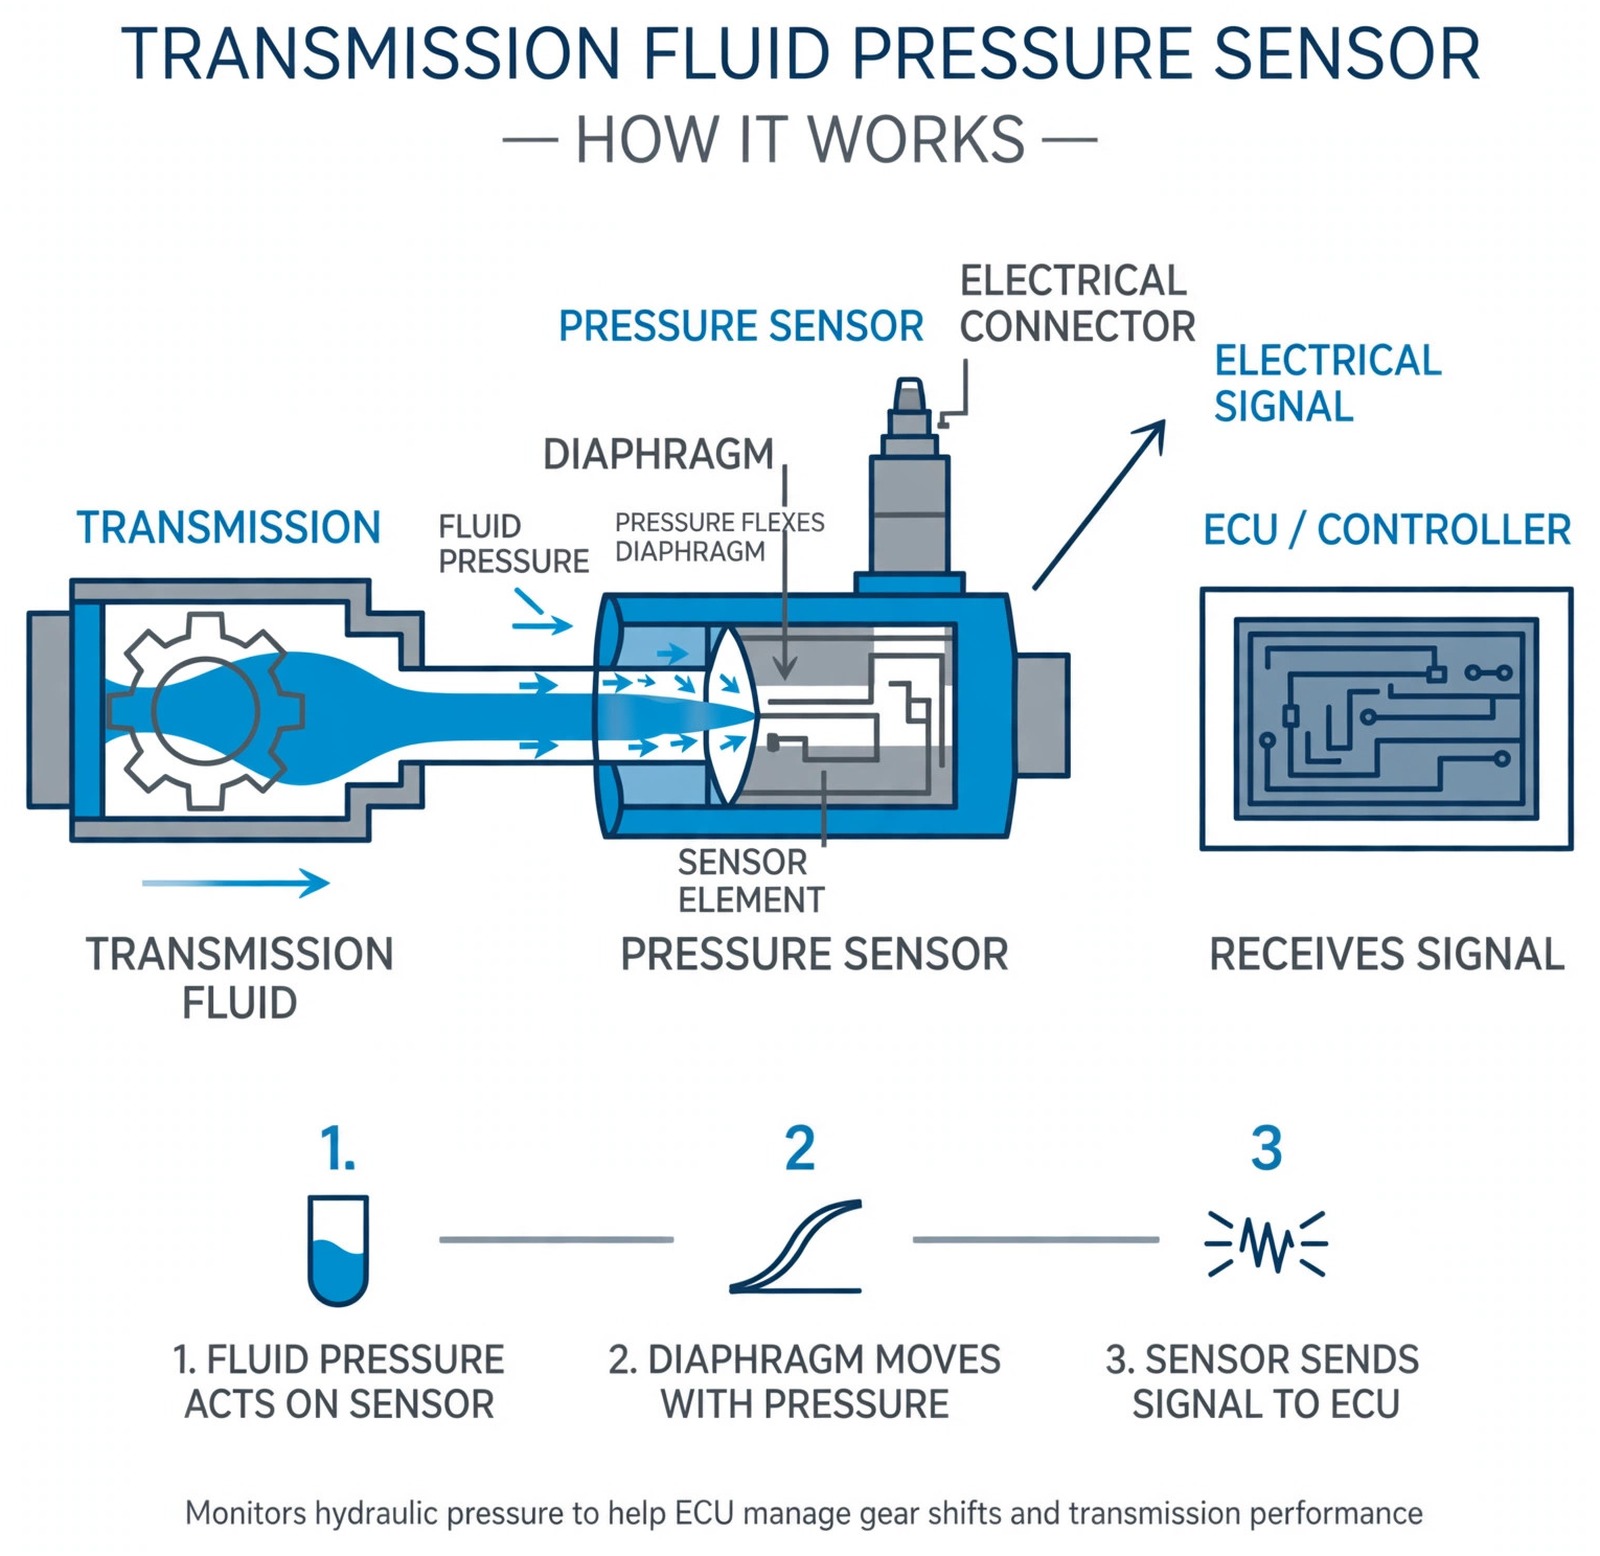 TRANSMISSION FLUID PRESSURE SENSOR
— HOW IT WORKS —
ELECTRICAL
CONNECTOR
PRESSURE SENSOR
ELECTRICAL
SIGNAL
DIAPHRAGM
TRANSMISSION
FLUID
PRESSURE
PRESSURE FLEXES
DIAPHRAGM
ECU / CONTROLLER
SENSOR
ELEMENT
TRANSMISSION
FLUID
PRESSURE SENSOR
RECEIVES SIGNAL
1.
2
3
1. FLUID PRESSURE
ACTS ON SENSOR
2. DIAPHRAGM MOVES
WITH PRESSURE
3. SENSOR SENDS
SIGNAL TO ECU
Monitors hydraulic pressure to help ECU manage gear shifts and transmission performance